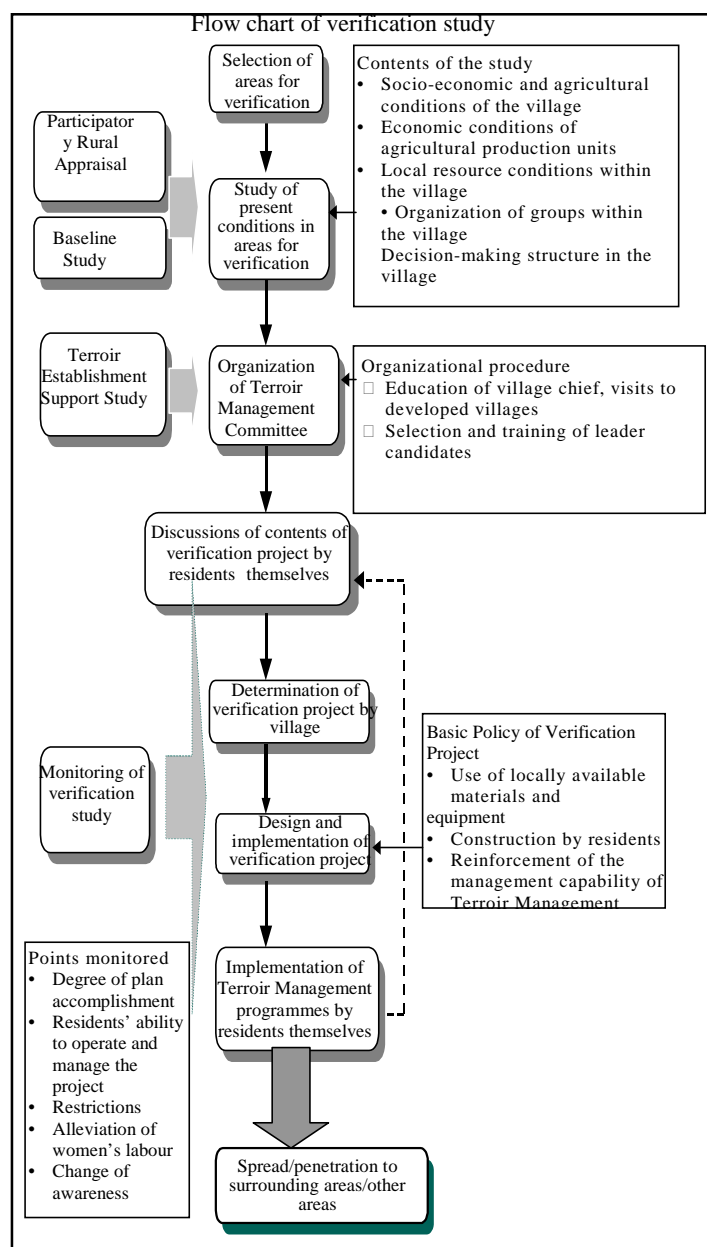 Flow chart of verification study
Selection of
areas for
verification
Contents of the study
• Socio-economic and agricultural
conditions of the village
• Economic conditions of
agricultural production units
• Local resource conditions within
the village
• Organization of groups within
the village
Decision-making structure in the
village
Participator
y Rural
Appraisal
Baseline
Study
Study of
present
conditions in
areas for
verification
Terroir
Establishment
Support Study
Organization
of Terroir
Management
Committee
Organizational procedure
□ Education of village chief, visits to
developed villages
□ Selection and training of leader
candidates
Discussions of contents of
verification project by
residents themselves
Determination of
verification project by
village
Monitoring of
verification
study
Design and
implementation of
verification project
Basic Policy of Verification
Project
• Use of locally available
materials and
equipment
• Construction by residents
• Reinforcement of the
management capability of
Terroir Management
Points monitored
• Degree of plan
accomplishment
• Residents’ ability
to operate and
manage the
project
• Restrictions
• Alleviation of
women’s labour
• Change of
awareness
Implementation of
Terroir Management
programmes by
residents themselves
Spread/penetration to
surrounding areas/other
areas